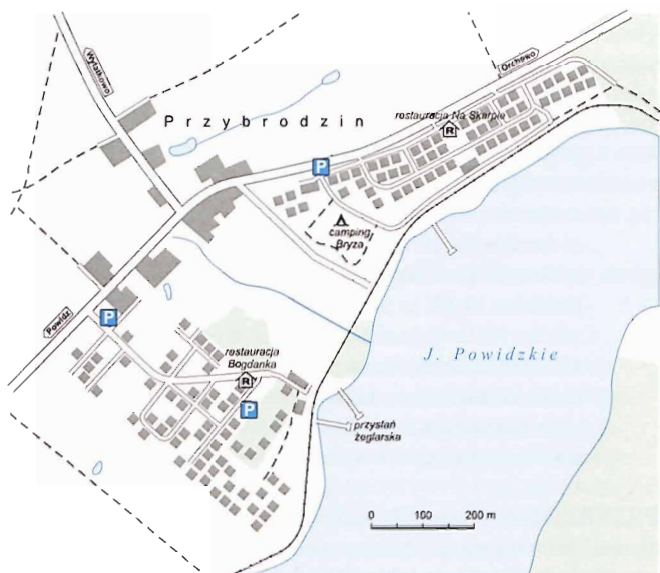 Wylatkowo
Orchowo
restauracja Na Skarpie
R
Przybrodzin
P
camping
Bryza
Powidz
P
restauracja
Bogdanka
R
P
J. Powidzkie
przystań
żeglarska
0 100 200 m